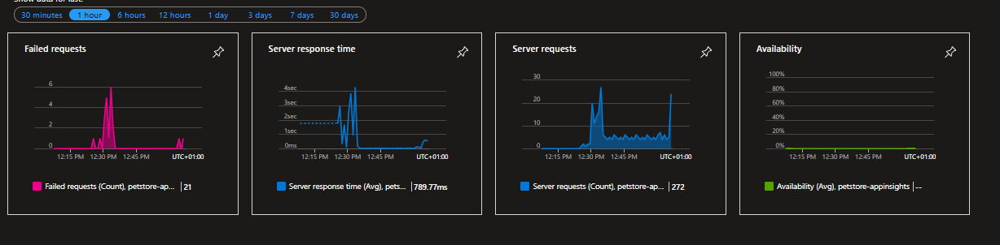 Show data for last:
30 minutes 1 hour 6 hours 12 hours 1 day 3 days 7 days 30 days
Failed requests
6
4
2
0
12:15 PM 12:30 PM 12:45 PM UTC+01:00
Failed requests (Count), petstore-ap... 21
Server response time
4sec
3sec
2sec
1sec
0ms
12:15 PM 12:30 PM 12:45 PM UTC+01:00
Server response time (Avg), pets... 789.77ms
Server requests
30
20
10
0
12:15 PM 12:30 PM 12:45 PM UTC+01:00
Server requests (Count), petstore-ap... 272
Availability
100%
80%
60%
40%
20%
0%
12:15 PM 12:30 PM 12:45 PM UTC+01:00
Availability (Avg), petstore-appinsights --